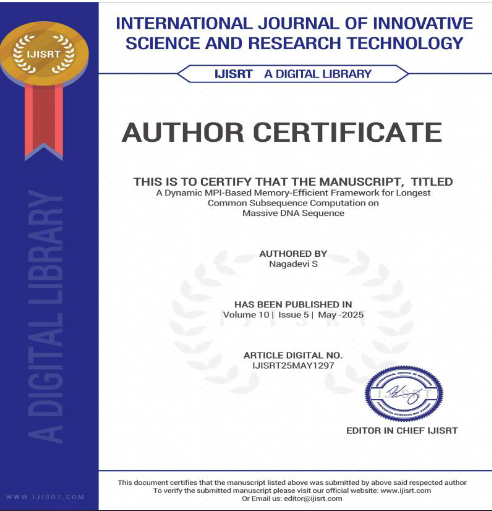 IJISRT
INTERNATIONAL JOURNAL OF INNOVATIVE
SCIENCE AND RESEARCH TECHNOLOGY
IJISRT A DIGITAL LIBRARY
AUTHOR CERTIFICATE
THIS IS TO CERTIFY THAT THE MANUSCRIPT, TITLED
A Dynamic MPI-Based Memory-Efficient Framework for Longest
Common Subsequence Computation on
Massive DNA Sequence
AUTHORED BY
Nagadevi S
HAS BEEN PUBLISHED IN
Volume 10 | Issue 5 | May -2025
IJISRT
ARTICLE DIGITAL NO.
IJISRT25MAY1297
EDITOR IN CHIEF IJISRT
A DIGITAL LIBRARY
WWW.IJISRT.COM
This document certifies that the manuscript listed above was submitted by above said respected author
To verify the submitted manuscript please visit our official website: www.ijisrt.com
Or Email us: editor@ijisrt.com